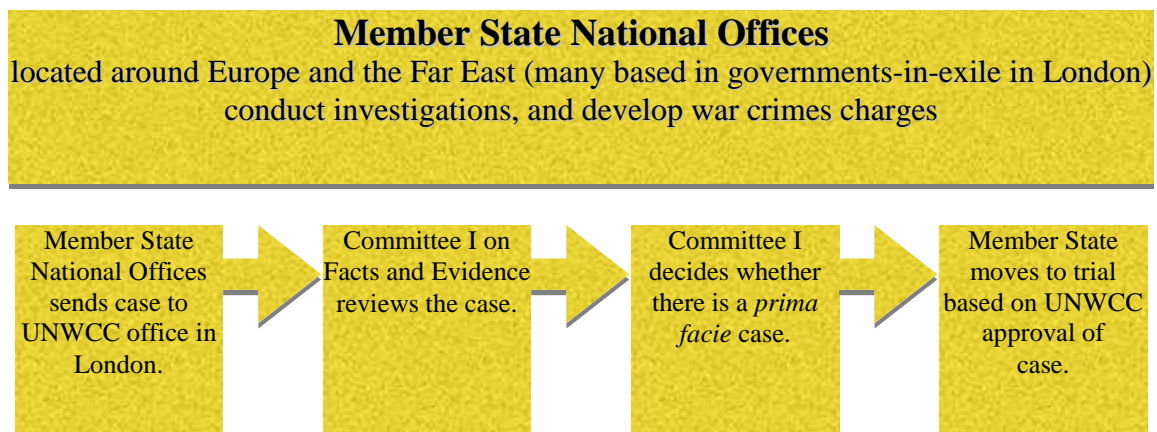 Member State National Offices
located around Europe and the Far East (many based in governments-in-exile in London)
conduct investigations, and develop war crimes charges
Member State
National Offices
sends case to
UNWCC office in
London.
Committee I on
Facts and Evidence
reviews the case.
Committee I
decides whether
there is a prima
facie case.
Member State
moves to trial
based on UNWCC
approval of
case.